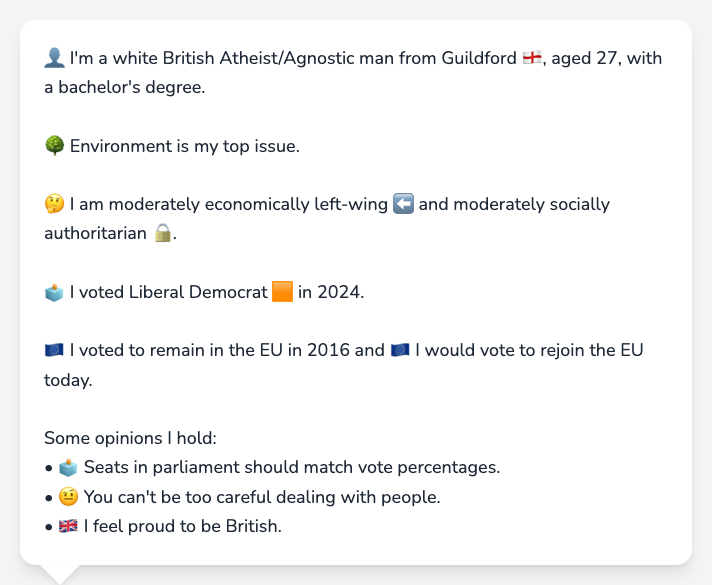 👤 I'm a white British Atheist/Agnostic man from Guildford 🏴󠁧󠁢󠁥󠁮󠁧󠁿, aged 27, with
a bachelor's degree.
🌳 Environment is my top issue.
🤔 I am moderately economically left-wing ⬅️ and moderately socially
authoritarian 🔒.
🗳️ I voted Liberal Democrat 🟧 in 2024.
🇪🇺 I voted to remain in the EU in 2016 and 🇪🇺 I would vote to rejoin the EU
today.
Some opinions I hold:
• 🗳️ Seats in parliament should match vote percentages.
• 🤨 You can't be too careful dealing with people.
• 🇬🇧 I feel proud to be British.